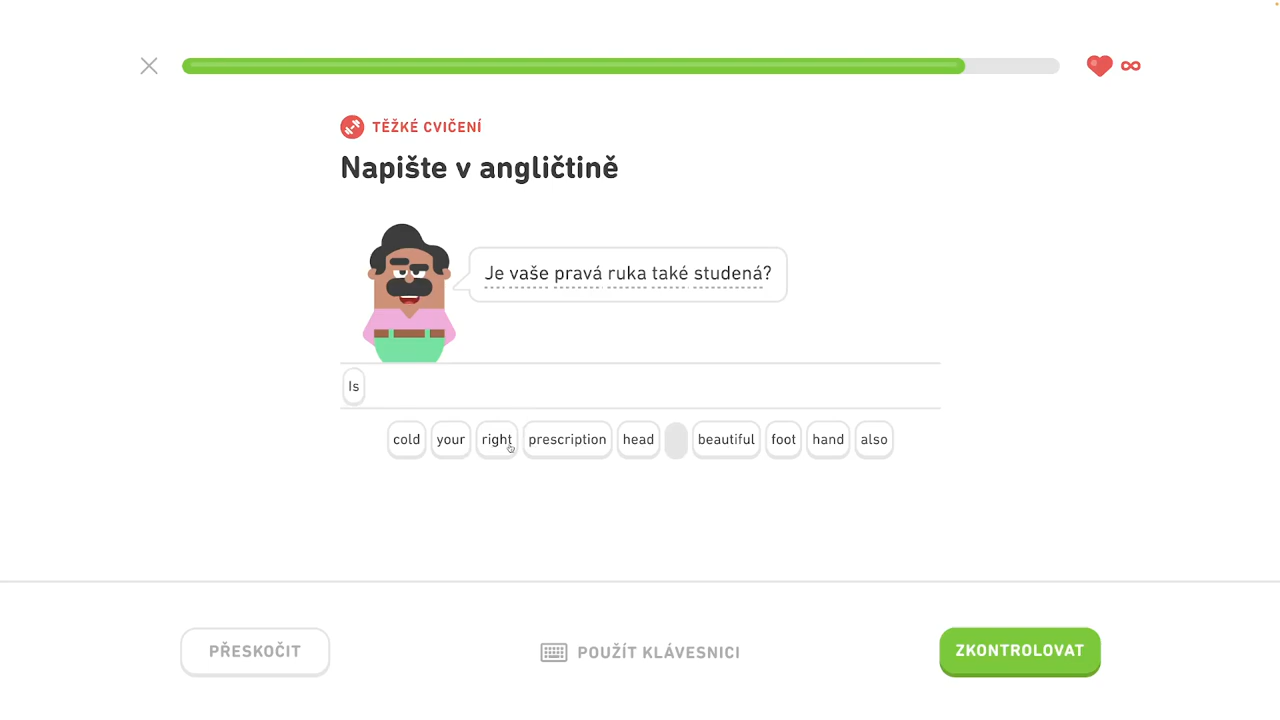 TĚŽKÉ CVIČENÍ
Napište v angličtině
Je vaše pravá ruka také studená?
Is
cold your right prescription head beautiful foot hand also
PŘESKOČIT POUŽÍT KLÁVESNICI ZKONTROLOVAT